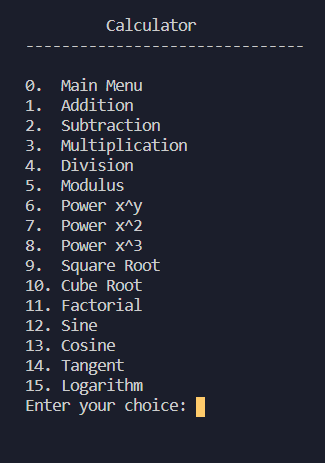 Calculator
-------------------------------
0. Main Menu
1. Addition
2. Subtraction
3. Multiplication
4. Division
5. Modulus
6. Power x^y
7. Power x^2
8. Power x^3
9. Square Root
10. Cube Root
11. Factorial
12. Sine
13. Cosine
14. Tangent
15. Logarithm
Enter your choice: